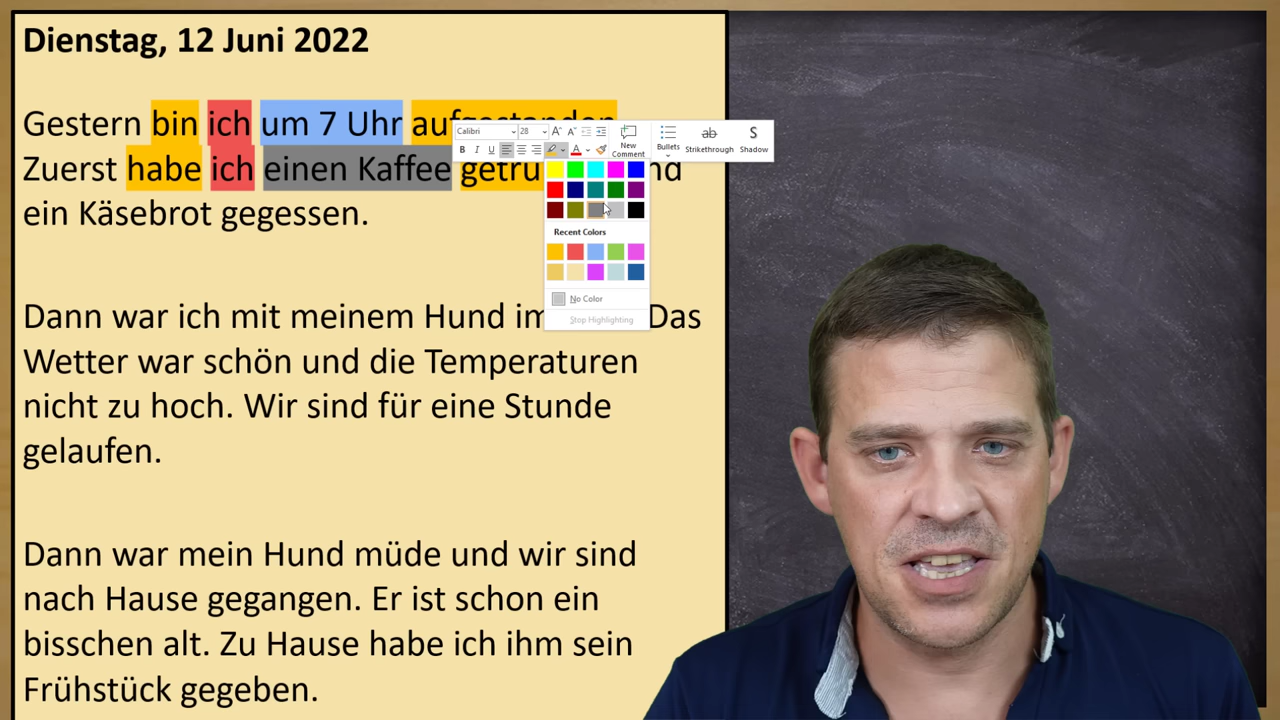 Dienstag, 12 Juni 2022
Gestern bin ich um 7 Uhr aufgestanden
Calibri 28 A A New Comment Bullets ab Strikethrough S Shadow
B I U A
Zuerst habe ich einen Kaffee
ein Käsebrot gegessen.
Recent Colors
No Color
Stop Highlighting
Dann war ich mit meinem Hund im Das
Wetter war schön und die Temperaturen
nicht zu hoch. Wir sind für eine Stunde
gelaufen.
Dann war mein Hund müde und wir sind
nach Hause gegangen. Er ist schon ein
bisschen alt. Zu Hause habe ich ihm sein
Frühstück gegeben.